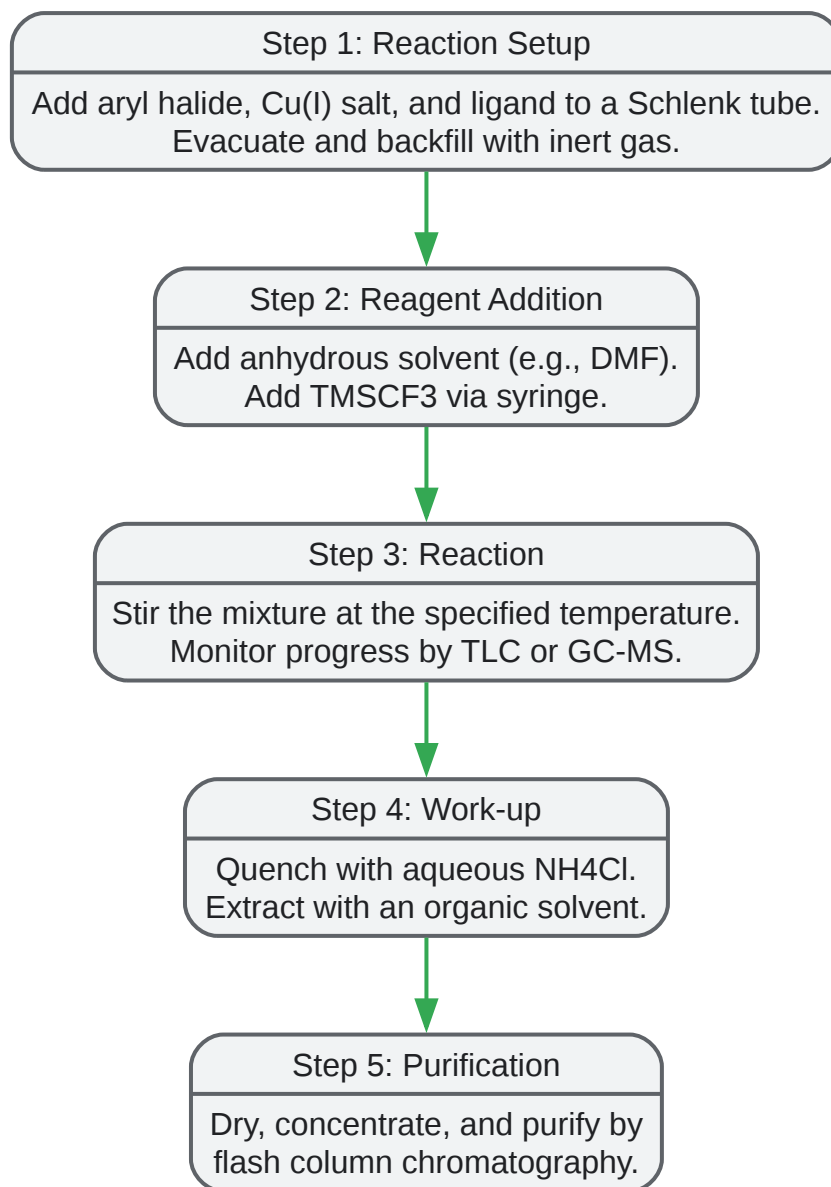 Step 1: Reaction Setup
Add aryl halide, Cu(I) salt, and ligand to a Schlenk tube.
Evacuate and backfill with inert gas.
Step 2: Reagent Addition
Add anhydrous solvent (e.g., DMF).
Add TMSCF3 via syringe.
Step 3: Reaction
Stir the mixture at the specified temperature.
Monitor progress by TLC or GC-MS.
Step 4: Work-up
Quench with aqueous NH4Cl.
Extract with an organic solvent.
Step 5: Purification
Dry, concentrate, and purify by
flash column chromatography.